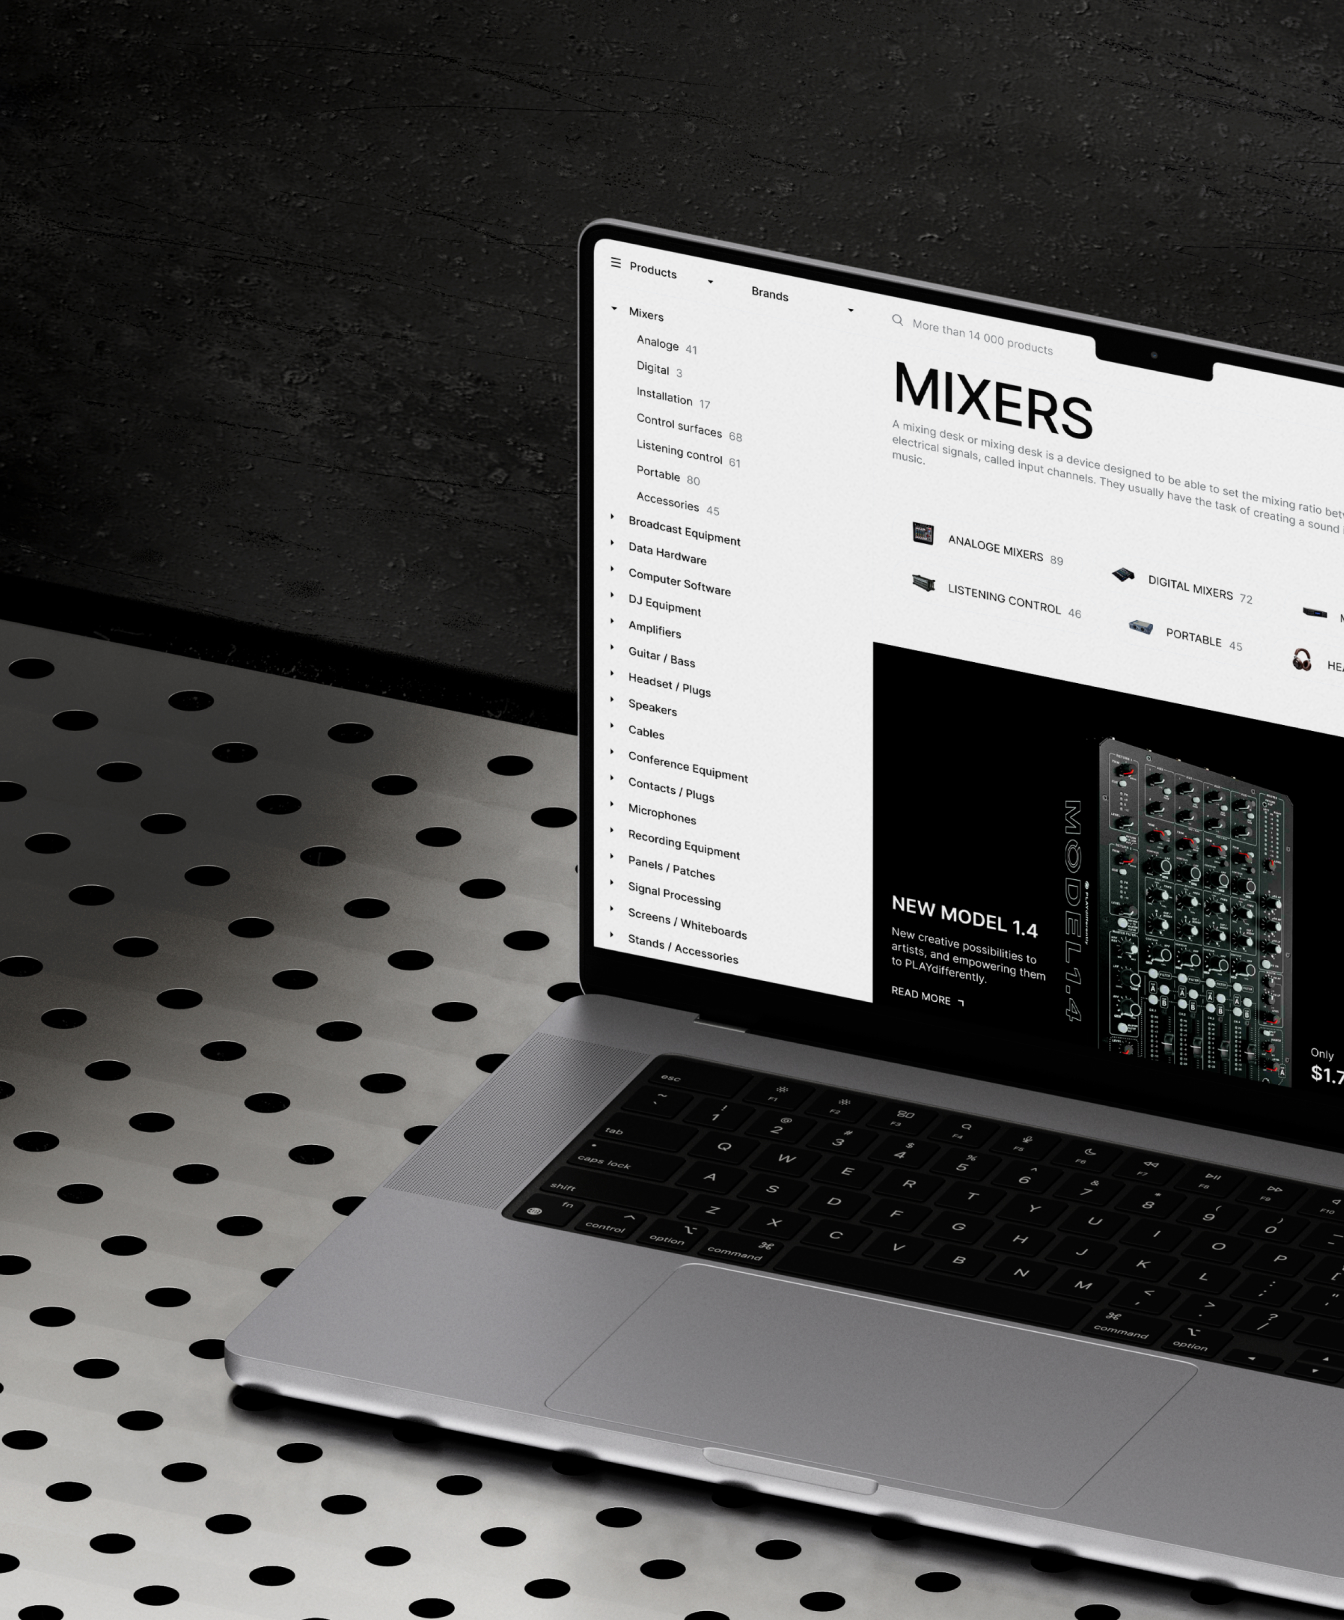 Products
Brands
More than 14 000 products
Mixers
Analoge 41
Digital 3
Installation 17
Control surfaces 68
Listening control 61
Portable 80
Accessories 45
Broadcast Equipment
Data Hardware
Computer Software
DJ Equipment
Amplifiers
Guitar / Bass
Headset / Plugs
Speakers
Cables
Conference Equipment
Contacts / Plugs
Microphones
Recording Equipment
Panels / Patches
Signal Processing
Screens / Whiteboards
Stands / Accessories
MIXERS
A mixing desk or mixing desk is a device designed to be able to set the mixing ratio
electrical signals, called input channels. They usually have the task of creating a sound
music.
ANALOGE MIXERS 89
DIGITAL MIXERS 72
LISTENING CONTROL 46
PORTABLE 45
NEW MODEL 1.4
New creative possibilities to
artists, and empowering them
to PLAYdifferently.
READ MORE
MODEL 1.4
PLAYdifferently
Only
$1.7
esc F1 F2 F3 F4 F5 F6 F7 F8 F9 F10
~ ` ! 1 @ 2 # 3 $ 4 % 5 ^ 6 & 7 * 8 ( 9 ) 0
tab Q W E R T Y U I O P [
caps lock A S D F G H J K L : ; " '
shift Z X C V B N M < , > . ? /
fn control option command command option